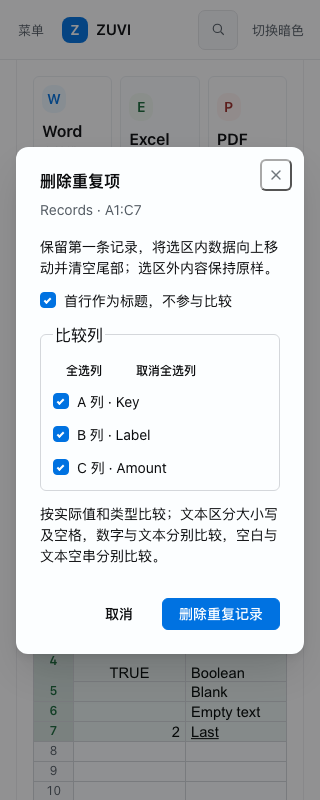 菜单
Z
ZUVI
切换暗色
W
E
P
Word
Excel
PDF
删除重复项
Records · A1:C7
保留第一条记录，将选区内数据向上移
动并清空尾部；选区外内容保持原样。
首行作为标题，不参与比较
比较列
全选列
取消全选列
A 列 · Key
B 列 · Label
C 列 · Amount
按实际值和类型比较；文本区分大小写
及空格，数字与文本分别比较，空白与
文本空串分别比较。
取消
删除重复记录
4 TRUE Boolean
5 Blank
6 Empty text
7 2 Last
8
9
10